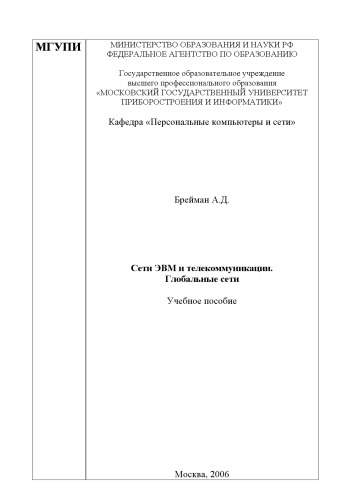 МГУПИ
МИНИСТЕРСТВО ОБРАЗОВАНИЯ И НАУКИ РФ
ФЕДЕРАЛЬНОЕ АГЕНТСТВО ПО ОБРАЗОВАНИЮ
Государственное образовательное учреждение
высшего профессионального образования
«МОСКОВСКИЙ ГОСУДАРСТВЕННЫЙ УНИВЕРСИТЕТ
ПРИБОРОСТРОЕНИЯ И ИНФОРМАТИКИ»
Кафедра «Персональные компьютеры и сети»
Брейман А.Д.
Сети ЭВМ и телекоммуникации.
Глобальные сети
Учебное пособие
Москва, 2006